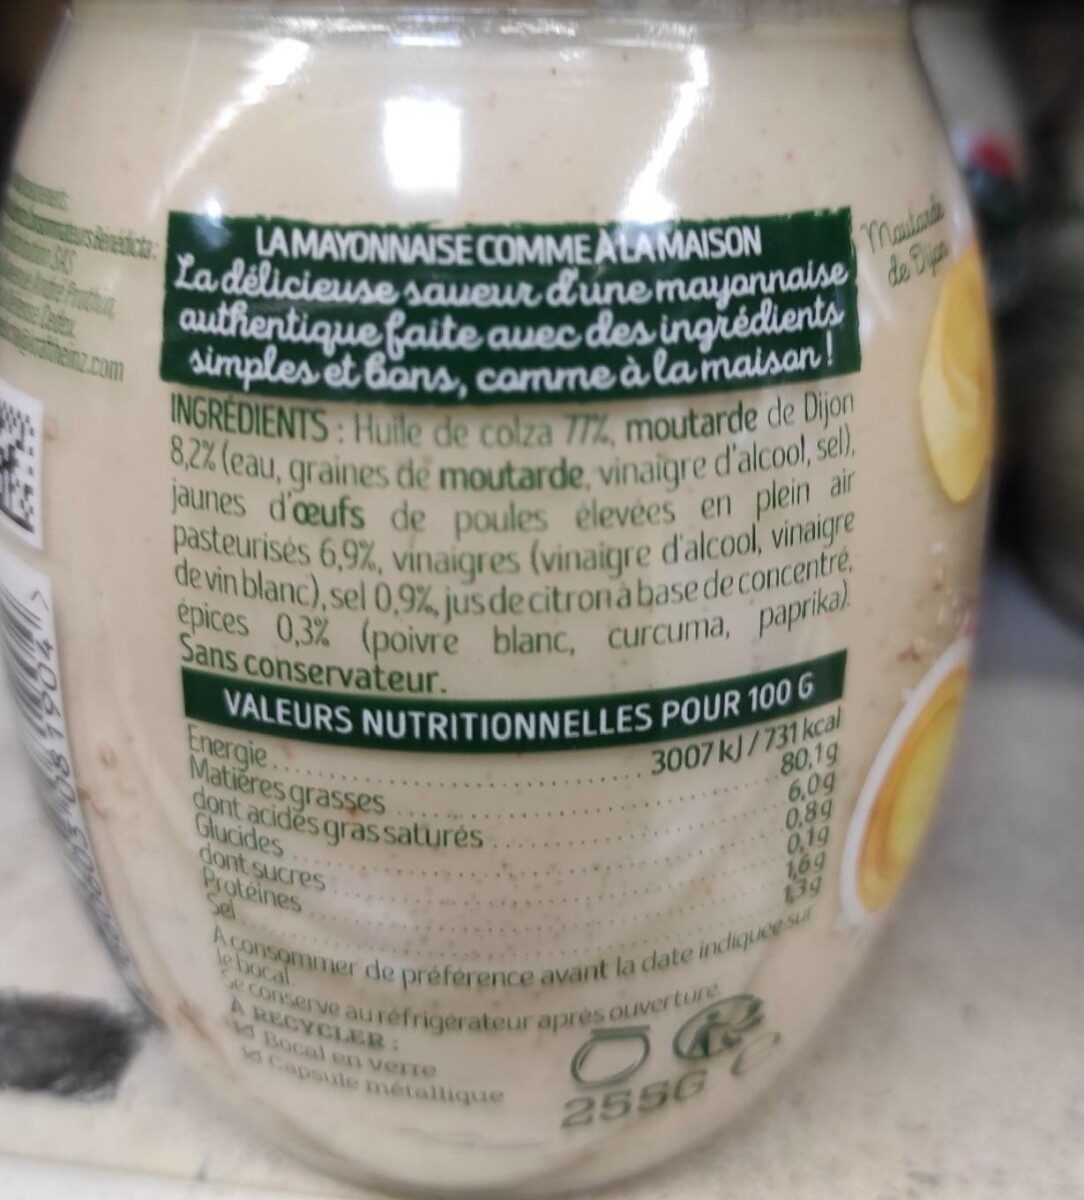 LA MAYONNAISE COMME À LA MAISON
La délicieuse saveur d'une mayonnaise
authentique faite avec des ingrédients
simples et bons, comme à la maison !
INGRÉDIENTS : Huile de colza 77%, moutarde de Dijon
8,2% (eau, graines de moutarde, vinaigre d'alcool, sel),
jaunes d'œufs de poules élevées en plein air
pasteurisés 6,9%, vinaigres (vinaigre d'alcool, vinaigre
de vin blanc), sel 0,9%, jus de citron à base de concentré,
épices 0,3% (poivre blanc, curcuma, paprika).
Sans conservateur.
VALEURS NUTRITIONNELLES POUR 100 G
Energie 3007 kJ / 731 kcal
Matières grasses 80,1g
dont acides gras saturés 6,0g
Glucides 0,8g
dont sucres 0,1g
Protéines 1,6g
Sel 1,3g
A consommer de préférence avant la date indiquée sur
le bocal.
Se conserve au réfrigérateur après ouverture.
À RECYCLER :
Bocal en verre
Capsule métallique
255G e
Moutarde
de Dijon
Benedicta
SAS
.com
081904